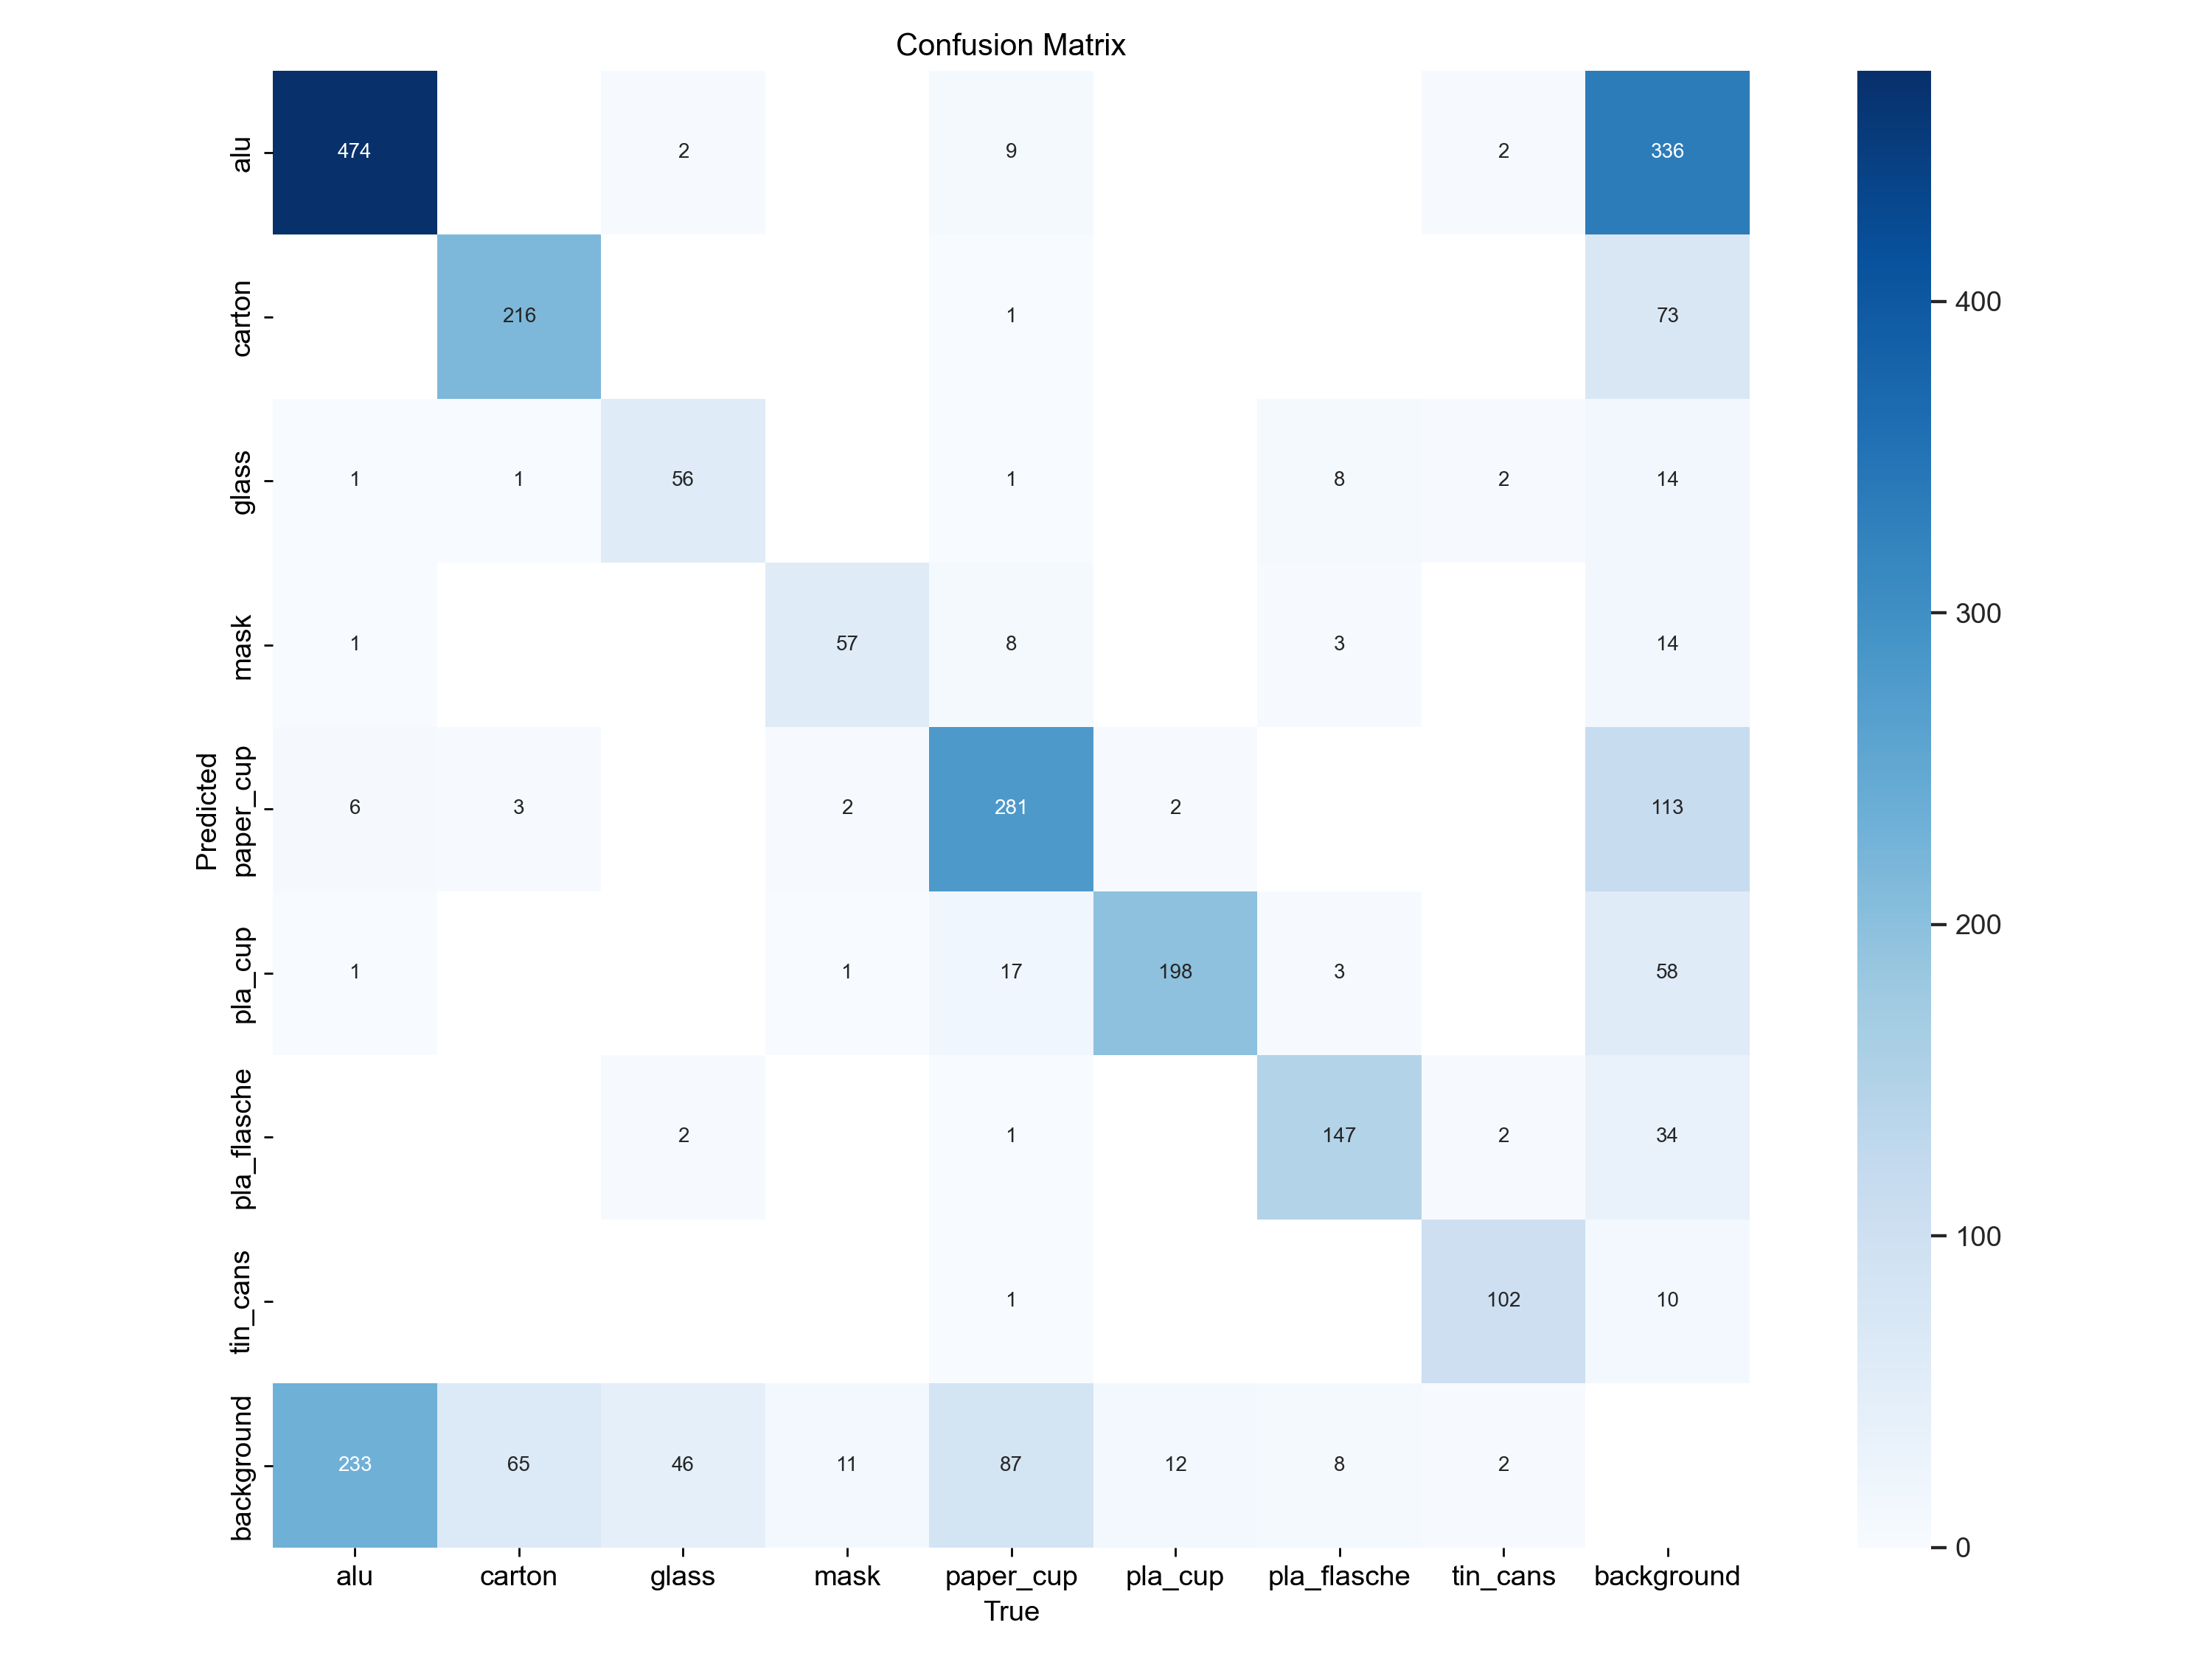 Confusion Matrix
alu 474 2 9 2 336
carton 216 1 73
glass 1 1 56 1 8 2 14
mask 1 57 8 3 14
paper_cup 6 3 2 281 2 113
pla_cup 1 1 17 198 3 58
pla_flasche 2 1 147 2 34
tin_cans 1 102 10
background 233 65 46 11 87 12 8 2
Predicted
alu carton glass mask paper_cup pla_cup pla_flasche tin_cans background
True
400
300
200
100
0